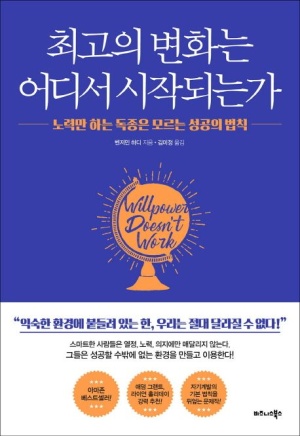 최고의 변화는
어디서 시작되는가
노력만 하는 독종은 모르는 성공의 법칙
벤저민 하디 지음 · 김미정 옮김
Willpower
Doesn't
Work
“익숙한 환경에 붙들려 있는 한, 우리는 절대 달라질 수 없다!”
스마트한 사람들은 열정, 노력, 의지에만 매달리지 않는다.
그들은 성공할 수밖에 없는 환경을 만들고 이용한다!
아마존
베스트셀러!
애덤 그랜트,
라이언 홀리데이
강력 추천!
자기계발의
기본 법칙을
뒤엎는 문제작!
비즈니스북스